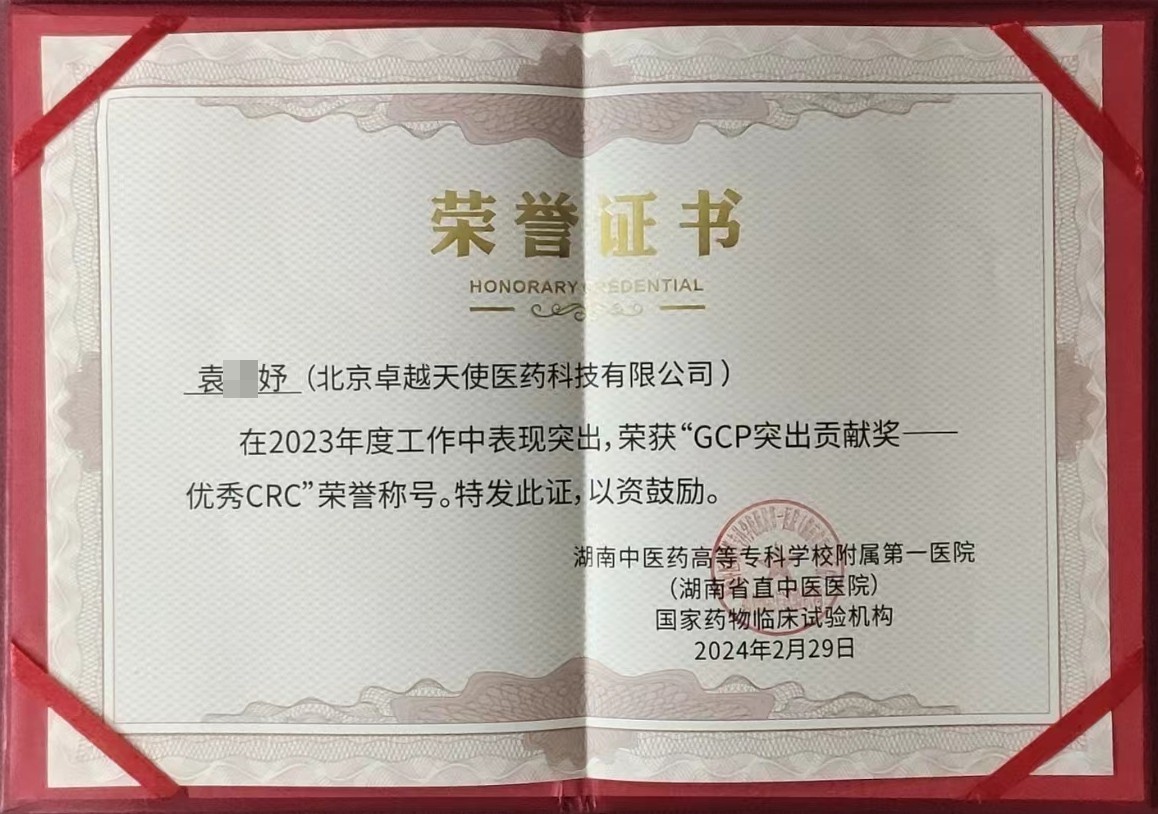 荣誉证书
HONORARY CREDENTIAL
袁 妤（北京卓越天使医药科技有限公司）
在2023年度工作中表现突出，荣获“GCP突出贡献奖——
优秀CRC”荣誉称号。特发此证，以资鼓励。
湖南中医药高等专科学校附属第一医院
（湖南省直中医医院）
国家药物临床试验机构
2024年2月29日